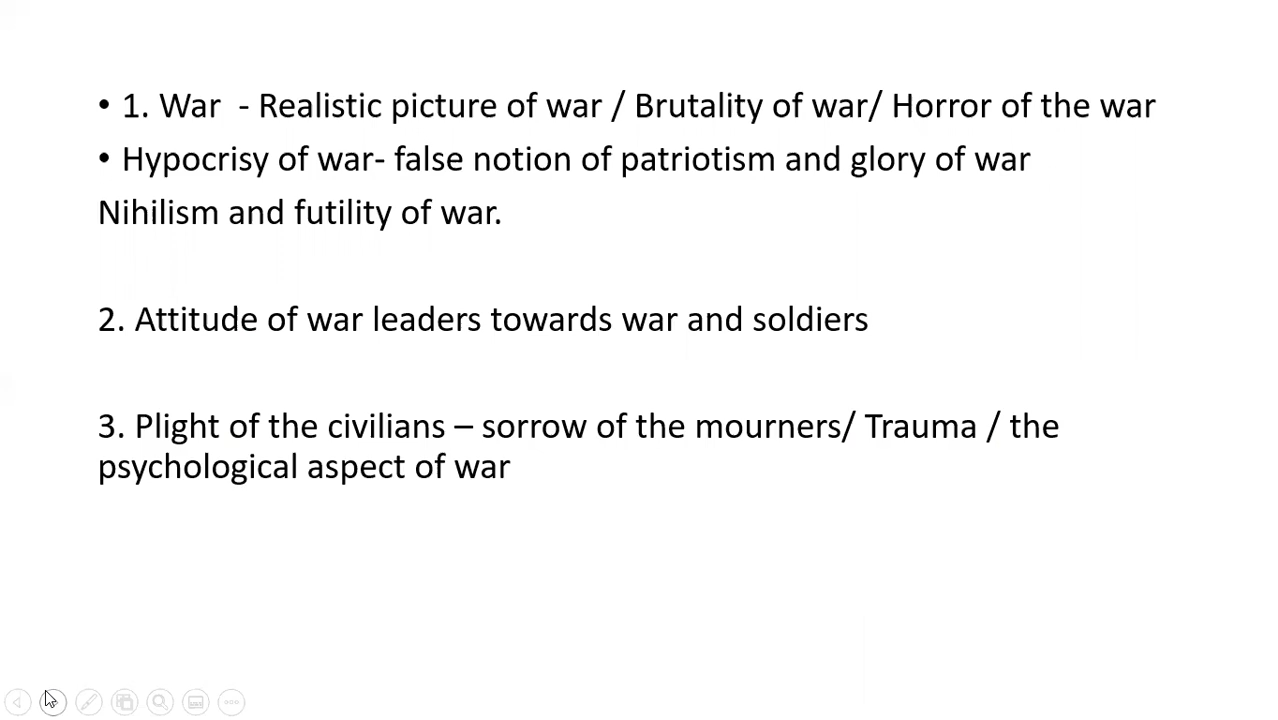 • 1. War  - Realistic picture of war / Brutality of war/ Horror of the war
• Hypocrisy of war- false notion of patriotism and glory of war
Nihilism and futility of war.
2. Attitude of war leaders towards war and soldiers
3. Plight of the civilians – sorrow of the mourners/ Trauma / the
psychological aspect of war